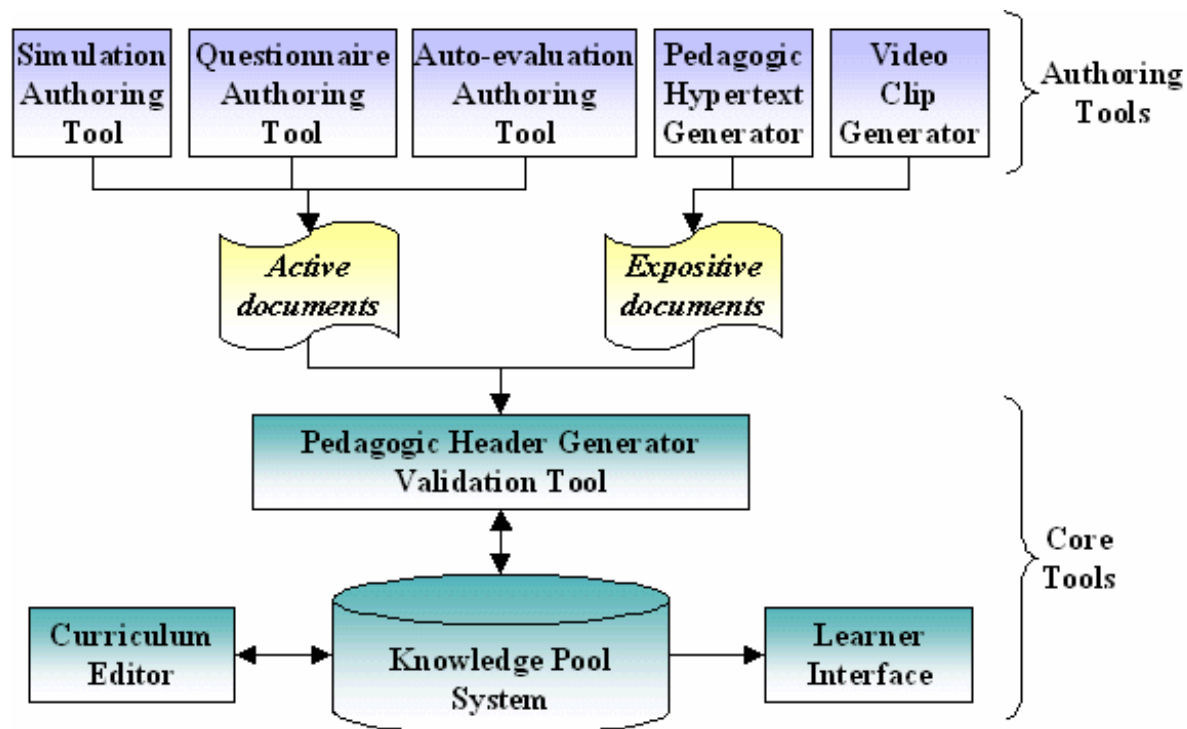 Simulation
Authoring
Tool
Questionnaire
Authoring
Tool
Auto-evaluation
Authoring
Tool
Pedagogic
Hypertext
Generator
Video
Clip
Generator
Authoring
Tools
Active
documents
Expositive
documents
Pedagogic Header Generator
Validation Tool
Core
Tools
Curriculum
Editor
Knowledge Pool
System
Learner
Interface